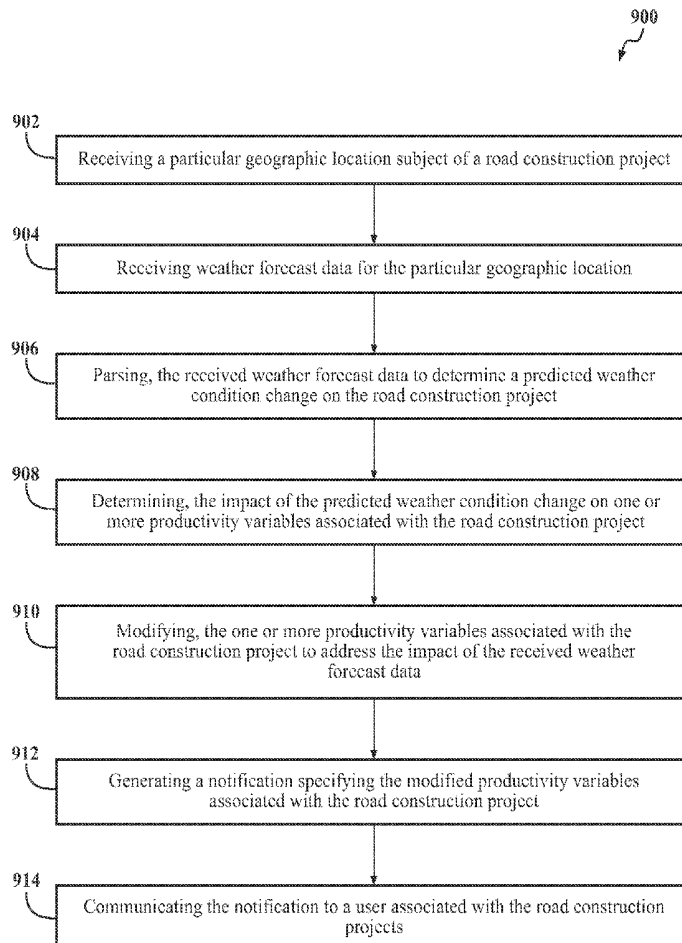 900
902
Receiving a particular geographic location subject of a road construction project
904
Receiving weather forecast data for the particular geographic location
906
Parsing, the received weather forecast data to determine a predicted weather
condition change on the road construction project
908
Determining, the impact of the predicted weather condition change on one or
more productivity variables associated with the road construction project
910
Modifying, the one or more productivity variables associated with the
road construction project to address the impact of the received weather
forecast data
912
Generating a notification specifying the modified productivity variables
associated with the road construction project
914
Communicating the notification to a user associated with the road construction
projects